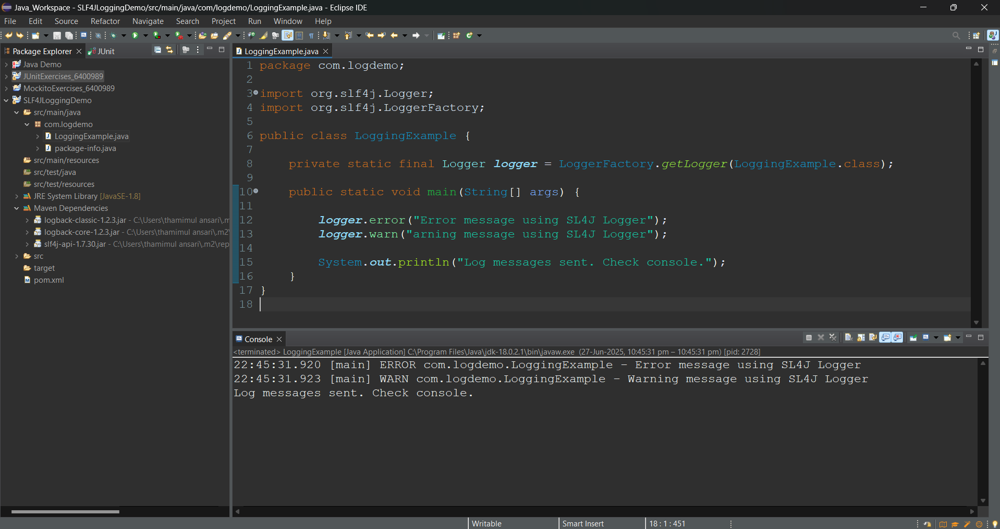 Java_Workspace - SLF4JLoggingDemo/src/main/java/com/logdemo/LoggingExample.java - Eclipse IDE
File Edit Source Refactor Navigate Search Project Run Window Help
Package Explorer JUnit
Java Demo
JUnitExercises_6400989
MockitoExercises_6400989
SLF4JLoggingDemo
src/main/java
com.logdemo
LoggingExample.java
package-info.java
src/main/resources
src/test/java
src/test/resources
JRE System Library [JavaSE-1.8]
Maven Dependencies
logback-classic-1.2.3.jar - C:\Users\thamimul ansari\.m
logback-core-1.2.3.jar - C:\Users\thamimul ansari\.m2\
slf4j-api-1.7.30.jar - C:\Users\thamimul ansari\.m2\rep
src
target
pom.xml
LoggingExample.java
1 package com.logdemo;
2
3 import org.slf4j.Logger;
4 import org.slf4j.LoggerFactory;
5
6 public class LoggingExample {
7
8 private static final Logger logger = LoggerFactory.getLogger(LoggingExample.class);
9
10 public static void main(String[] args) {
11
12 logger.error("Error message using SL4J Logger");
13 logger.warn("arning message using SL4J Logger");
14
15 System.out.println("Log messages sent. Check console.");
16 }
17 }
18
Console
<terminated> LoggingExample [Java Application] C:\Program Files\Java\jdk-18.0.2.1\bin\javaw.exe (27-Jun-2025, 10:45:31 pm – 10:45:31 pm) [pid: 2728]
22:45:31.920 [main] ERROR com.logdemo.LoggingExample - Error message using SL4J Logger
22:45:31.923 [main] WARN com.logdemo.LoggingExample - Warning message using SL4J Logger
Log messages sent. Check console.
Writable Smart Insert 18 : 1 : 451